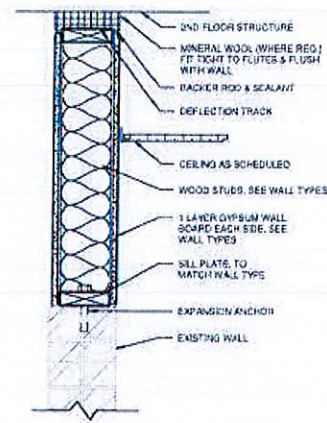 2ND FLOOR STRUCTURE
MINERAL WOOL (WHERE REQ.)
FIT TIGHT TO FLUTES & FLUSH
WITH WALL
BACKER ROD & SEALANT
DEFLECTION TRACK
CEILING AS SCHEDULED
WOOD STUDS, SEE WALL TYPES
1 LAYER GYPSUM WALL
BOARD EACH SIDE, SEE
WALL TYPES
SILL PLATE, TO
MATCH WALL TYPE
EXPANSION ANCHOR
EXISTING WALL